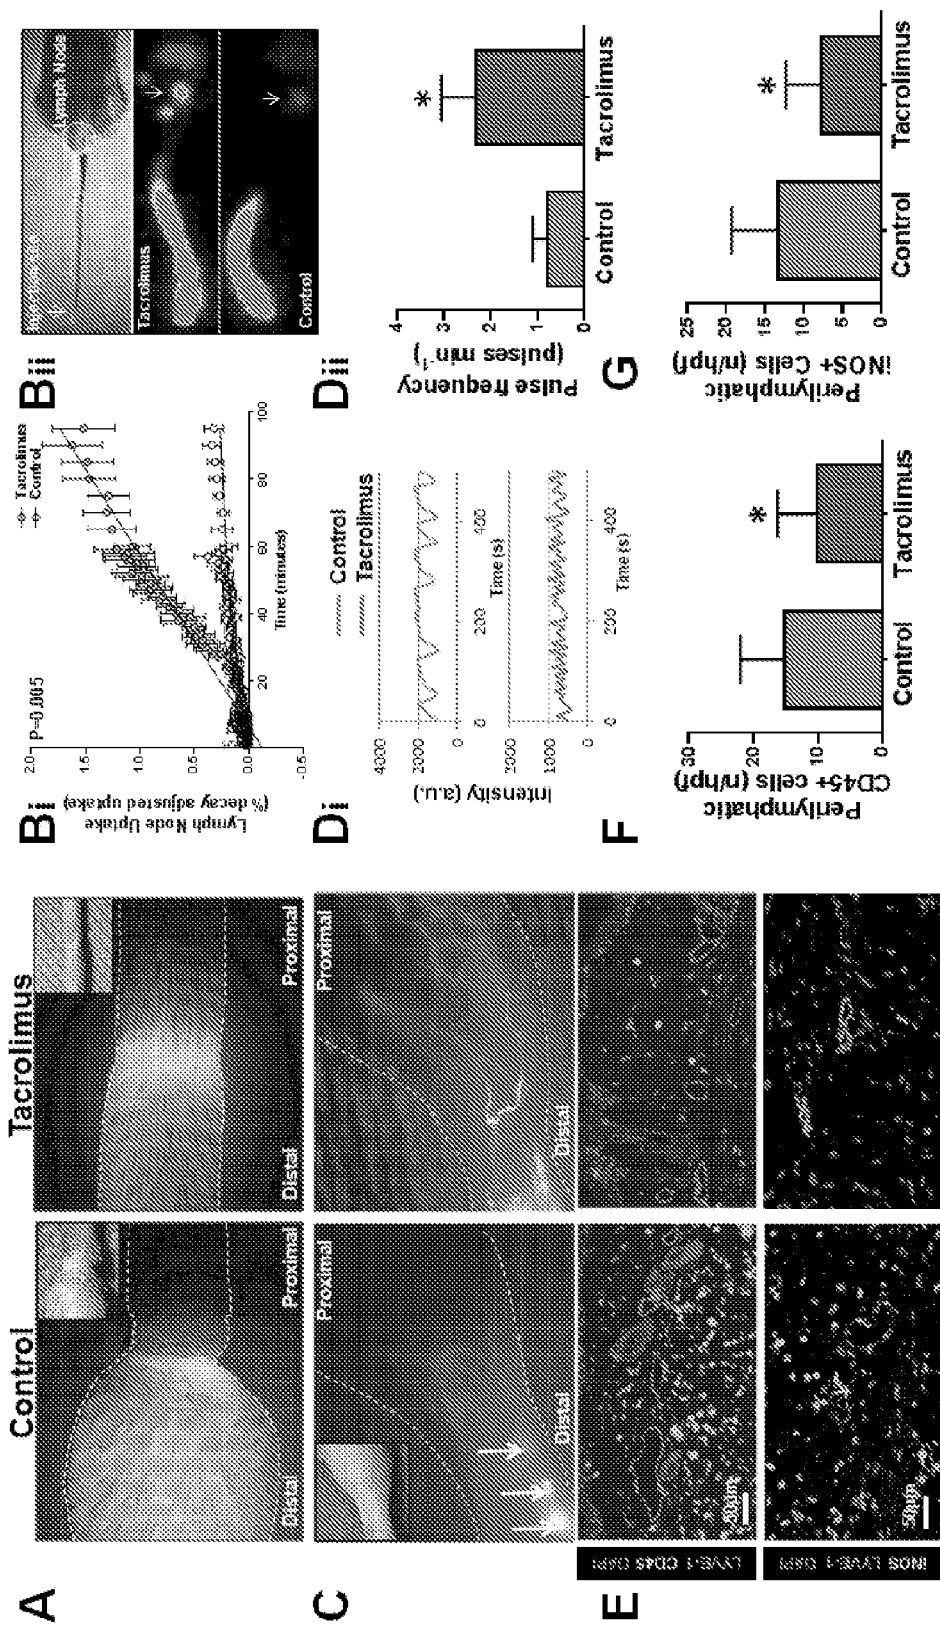 A
Control
Tacrolimus
Distal
Proximal
Distal
Proximal
Bi
Lymph Node Uptake
(% decay adjusted uptake)
2.0
1.5
1.0
0.5
0.0
-0.5
P=0.005
Tacrolimus
Control
20
40
60
80
100
Time (minutes)
Bii
Lymph Node
Tacrolimus
Control
C
Proximal
Distal
Proximal
Distal
Di
Intensity (a.u.)
Control
Tacrolimus
4000
2000
0
0
200
400
Time (s)
2000
1000
0
0
200
400
Time (s)
Dii
Pulse frequency
(pulses min-1)
4
3
2
1
0
*
Control
Tacrolimus
E
LYVE-1 CD45 DAPI
50µm
iNOS LYVE-1 DAPI
50µm
F
Perilymphatic
CD45+ cells (n/hpf)
30
20
10
0
*
Control
Tacrolimus
G
Perilymphatic
iNOS+ Cells (n/hpf)
25
20
15
10
5
0
*
Control
Tacrolimus